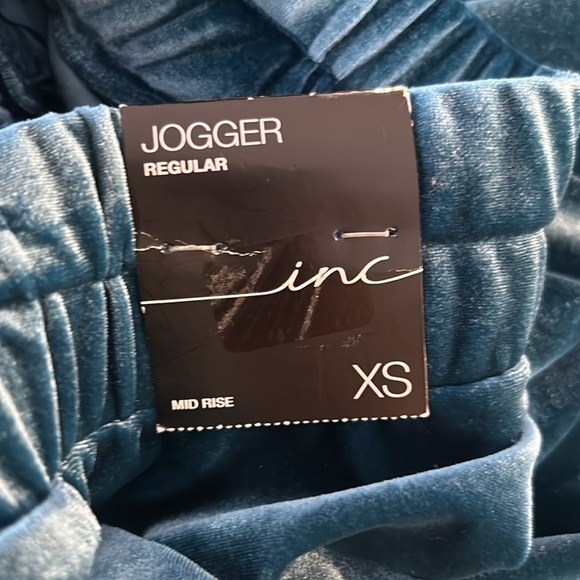 JOGGER
REGULAR
inc
MID RISE
XS